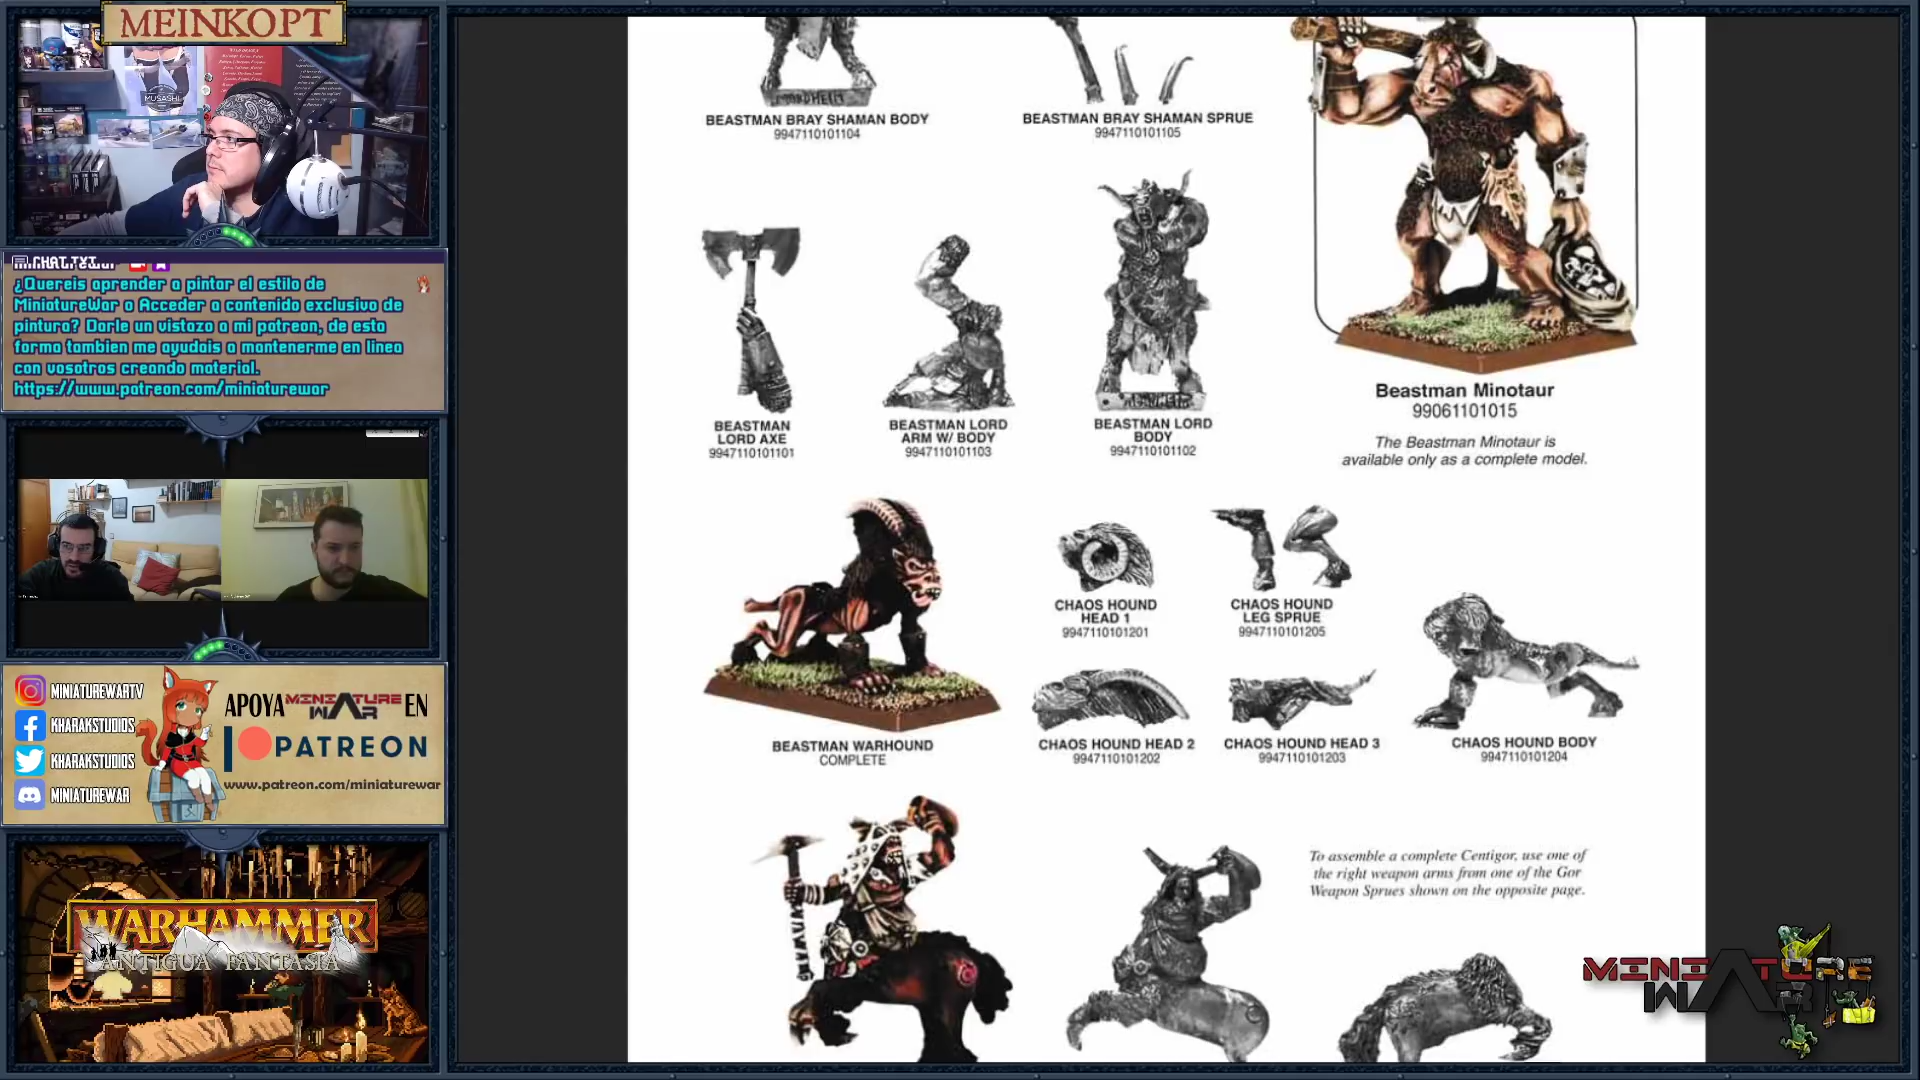 MEINKOPT
MUSASHI
CHAT.TXT
¿Quereis aprender a pintar el estilo de
MiniatureWar o Acceder a contenido exclusivo de
pintura? Darle un vistazo a mi patreon, de esta
forma tambien me ayudais a mantenerme en linea
con vosotros creando material.
https://www.patreon.com/miniaturewar
MINIATUREWARTV
KHARAKSTUDIOS
KHARAKSTUDIOS
MINIATUREWAR
APOYA MINIATURE WAR EN
PATREON
www.patreon.com/miniaturewar
WARHAMMER
ANTIGUA FANTASIA
BEASTMAN BRAY SHAMAN BODY
9947110101104
BEASTMAN BRAY SHAMAN SPRUE
9947110101105
BEASTMAN
LORD AXE
9947110101101
BEASTMAN LORD
ARM W/ BODY
9947110101103
BEASTMAN LORD
BODY
9947110101102
Beastman Minotaur
99061101015
The Beastman Minotaur is
available only as a complete model.
CHAOS HOUND
HEAD 1
9947110101201
CHAOS HOUND
LEG SPRUE
9947110101205
BEASTMAN WARHOUND
COMPLETE
CHAOS HOUND HEAD 2
9947110101202
CHAOS HOUND HEAD 3
9947110101203
CHAOS HOUND BODY
9947110101204
To assemble a complete Centigor, use one of
the right weapon arms from one of the Gor
Weapon Sprues shown on the opposite page.
MINIATURE
WAR